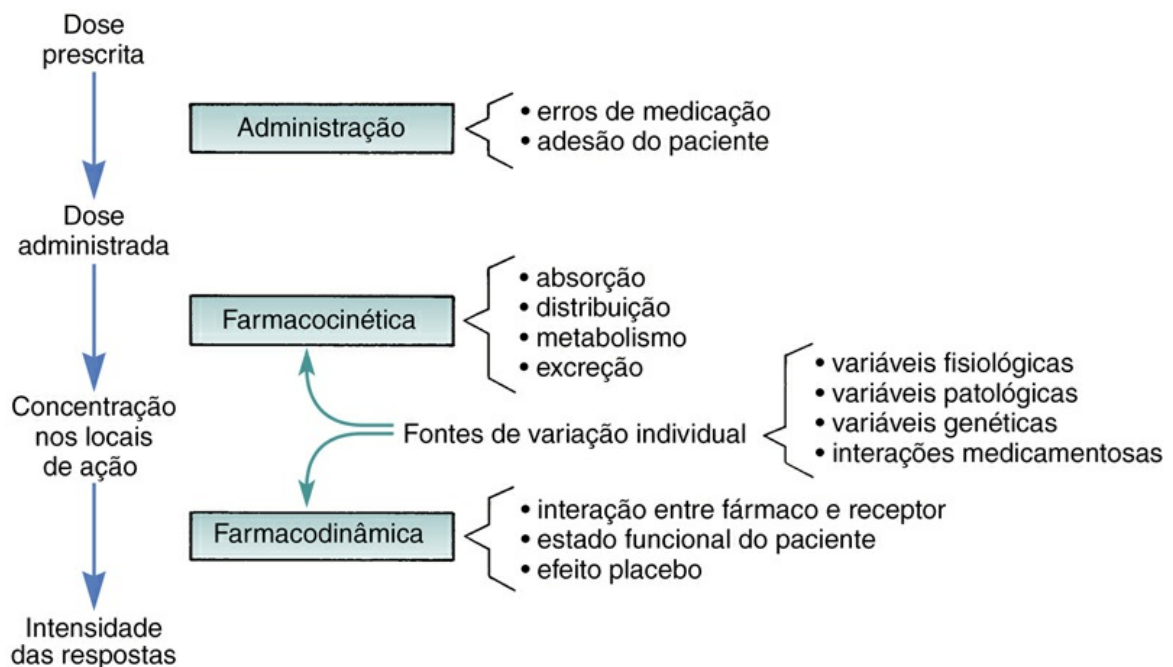 Dose
prescrita
Administração
• erros de medicação
• adesão do paciente
Dose
administrada
Farmacocinética
• absorção
• distribuição
• metabolismo
• excreção
Fontes de variação individual
• variáveis fisiológicas
• variáveis patológicas
• variáveis genéticas
• interações medicamentosas
Concentração
nos locais
de ação
Farmacodinâmica
• interação entre fármaco e receptor
• estado funcional do paciente
• efeito placebo
Intensidade
das respostas